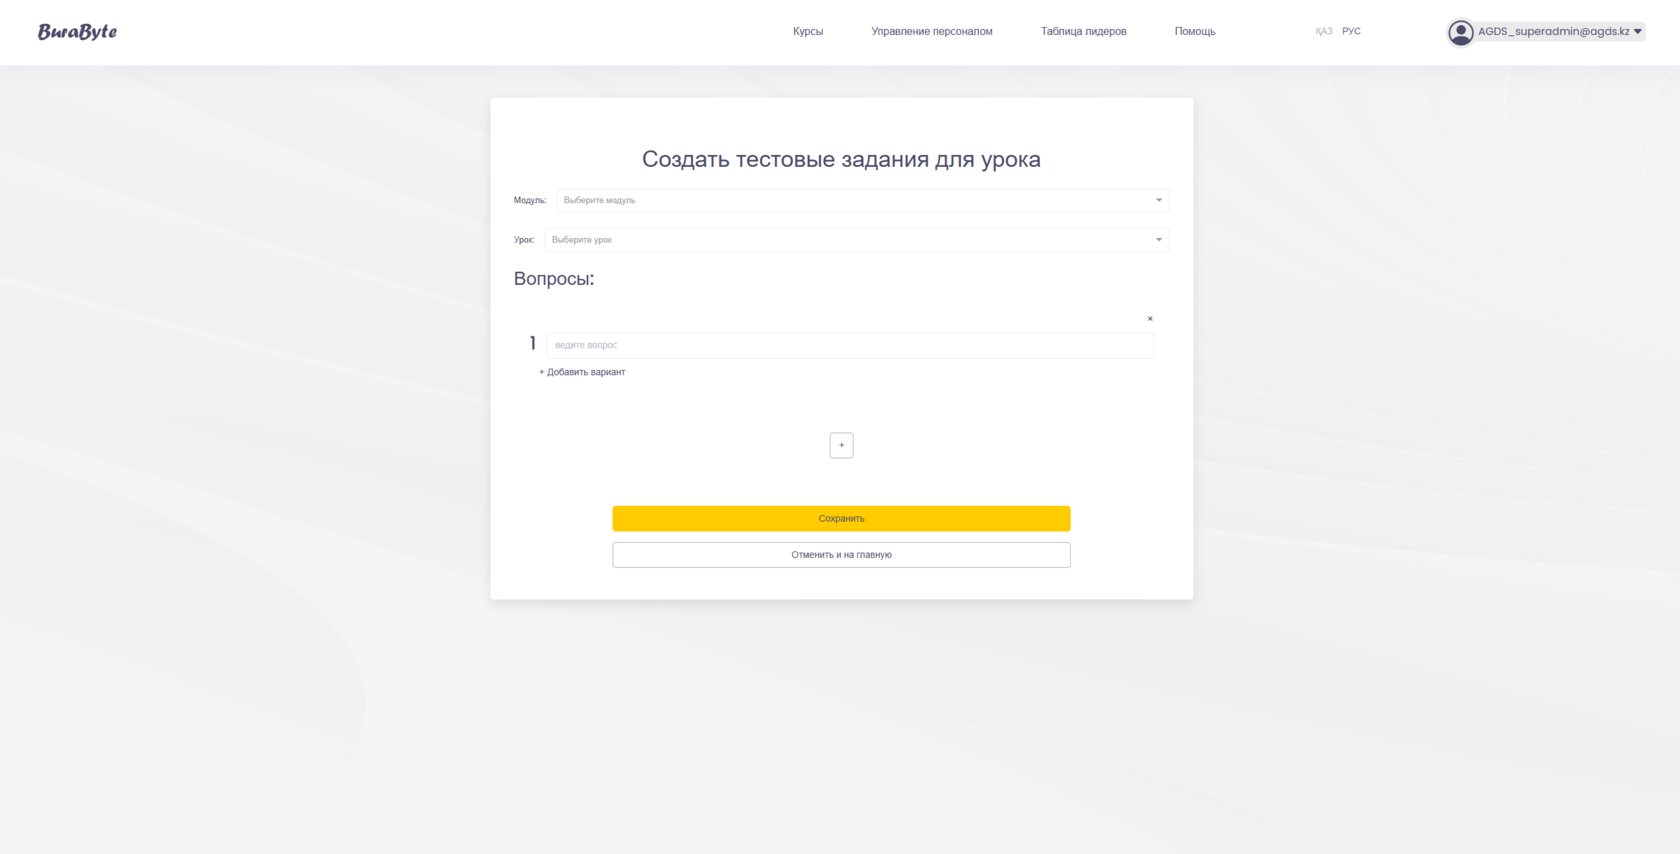 BuraByte
Курсы Управление персоналом Таблица лидеров Помощь ҚАЗ РУС AGDS_superadmin@agds.kz
Создать тестовые задания для урока
Модуль: Выберите модуль
Урок: Выберите урок
Вопросы:
×
1 ведите вопрос
+ Добавить вариант
+
Сохранить
Отменить и на главную